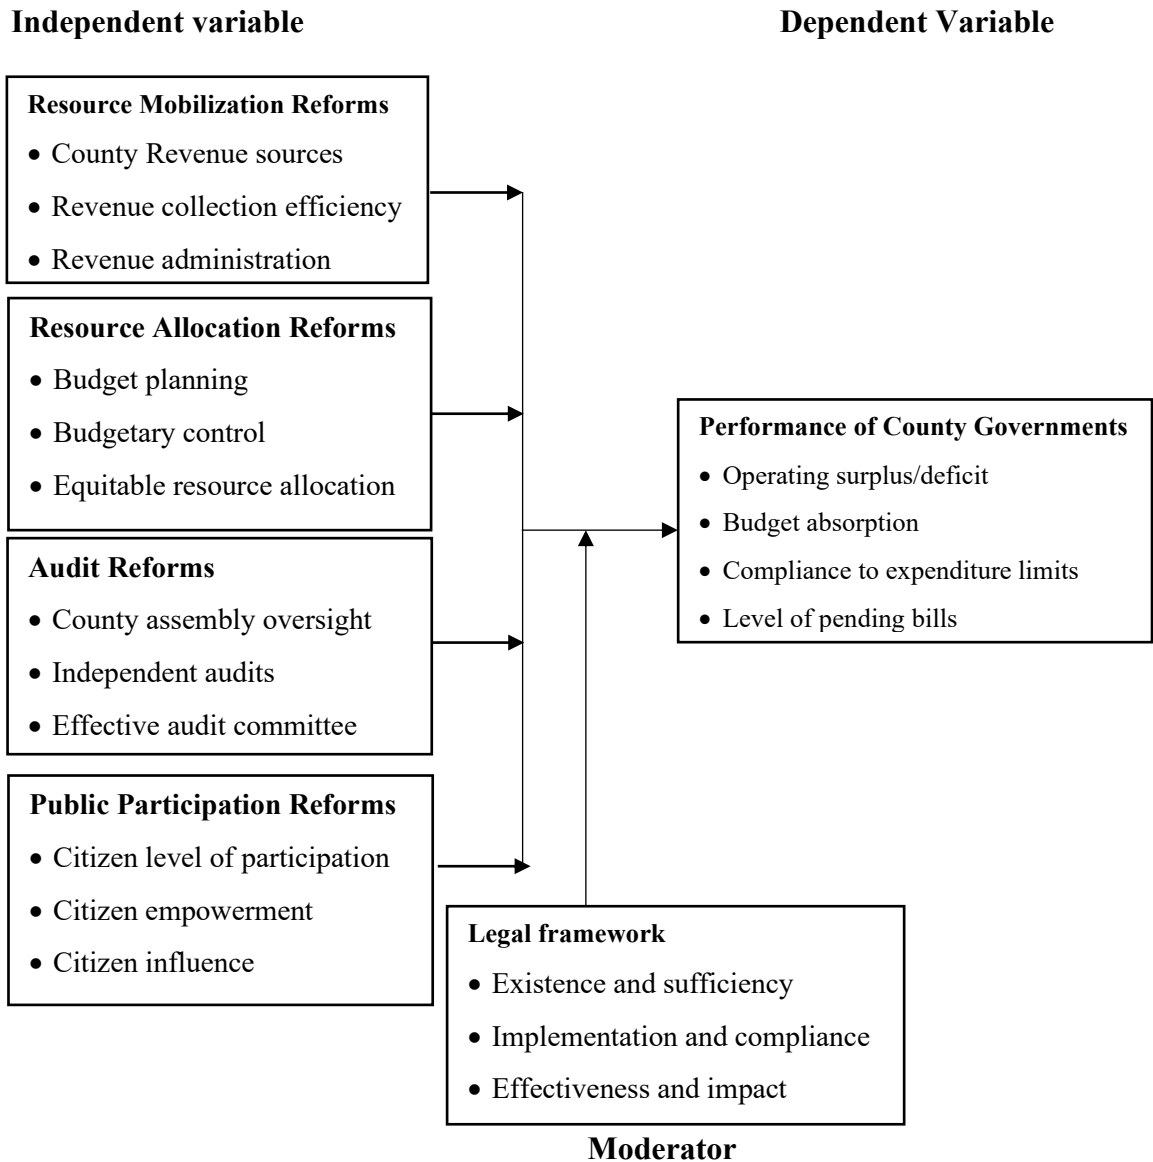 Independent variable
Dependent Variable
Resource Mobilization Reforms
• County Revenue sources
• Revenue collection efficiency
• Revenue administration
Resource Allocation Reforms
• Budget planning
• Budgetary control
• Equitable resource allocation
Audit Reforms
• County assembly oversight
• Independent audits
• Effective audit committee
Public Participation Reforms
• Citizen level of participation
• Citizen empowerment
• Citizen influence
Performance of County Governments
• Operating surplus/deficit
• Budget absorption
• Compliance to expenditure limits
• Level of pending bills
Legal framework
• Existence and sufficiency
• Implementation and compliance
• Effectiveness and impact
Moderator